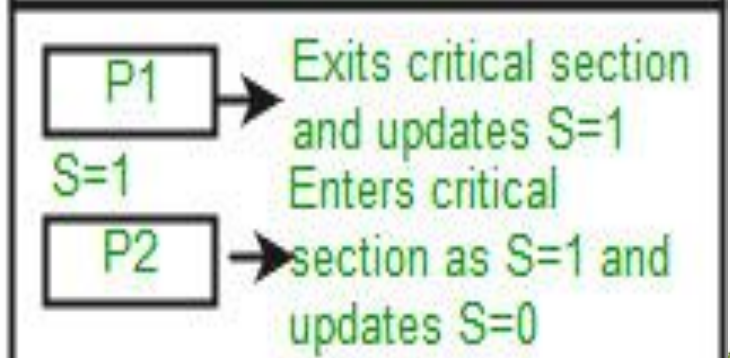 P1
Exits critical section
and updates S=1
S=1
Enters critical
P2
section as S=1 and
updates S=0